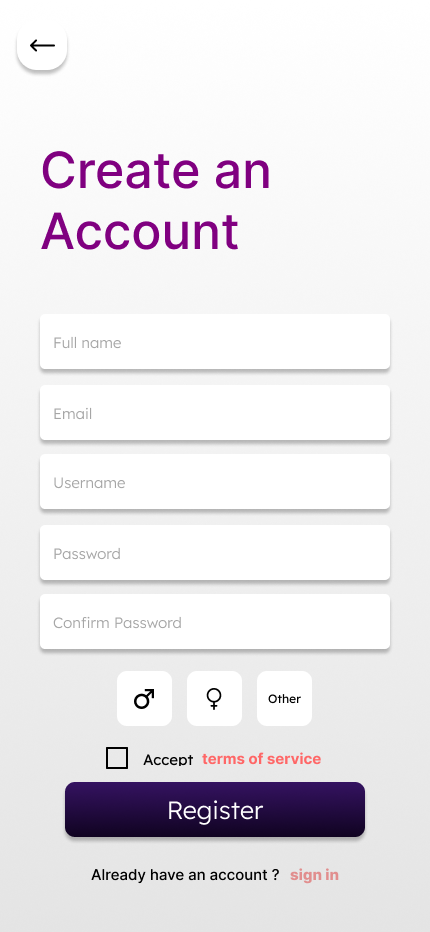 Create an
Account
Full name
Email
Username
Password
Confirm Password
Other
Accept terms of service
Register
Already have an account ? sign in